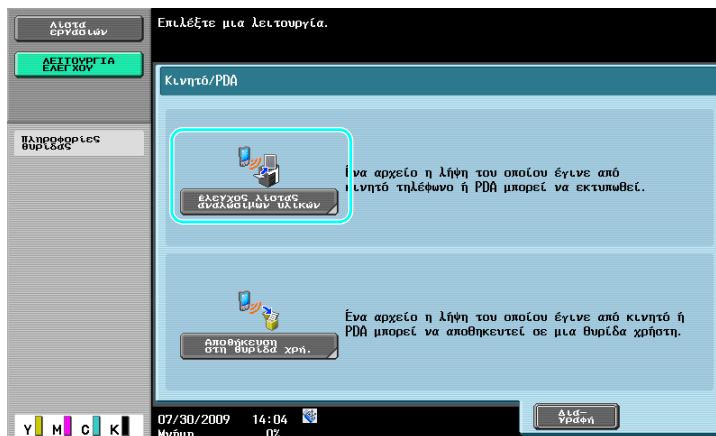 Λίστα
εργασιών
Επιλέξτε μια λειτουργία.
ΛΕΙΤΟΥΡΓΙΑ
ΕΛΕΓΧΟΥ
Κινητό/PDA
Πληροφορίες
θυρίδας
Ένα αρχείο η λήψη του οποίου έγινε από
κινητό τηλέφωνο ή PDA μπορεί να εκτυπωθεί.
έλεγχος λίστας
αναλώσιμων υλικών
Ένα αρχείο η λήψη του οποίου έγινε από κινητό ή
PDA μπορεί να αποθηκευτεί σε μια θυρίδα χρήστη.
Αποθήκευση
στη θυρίδα χρή.
Y M C K
07/30/2009 14:04
Μνήμη 0%
Δια-
γραφή